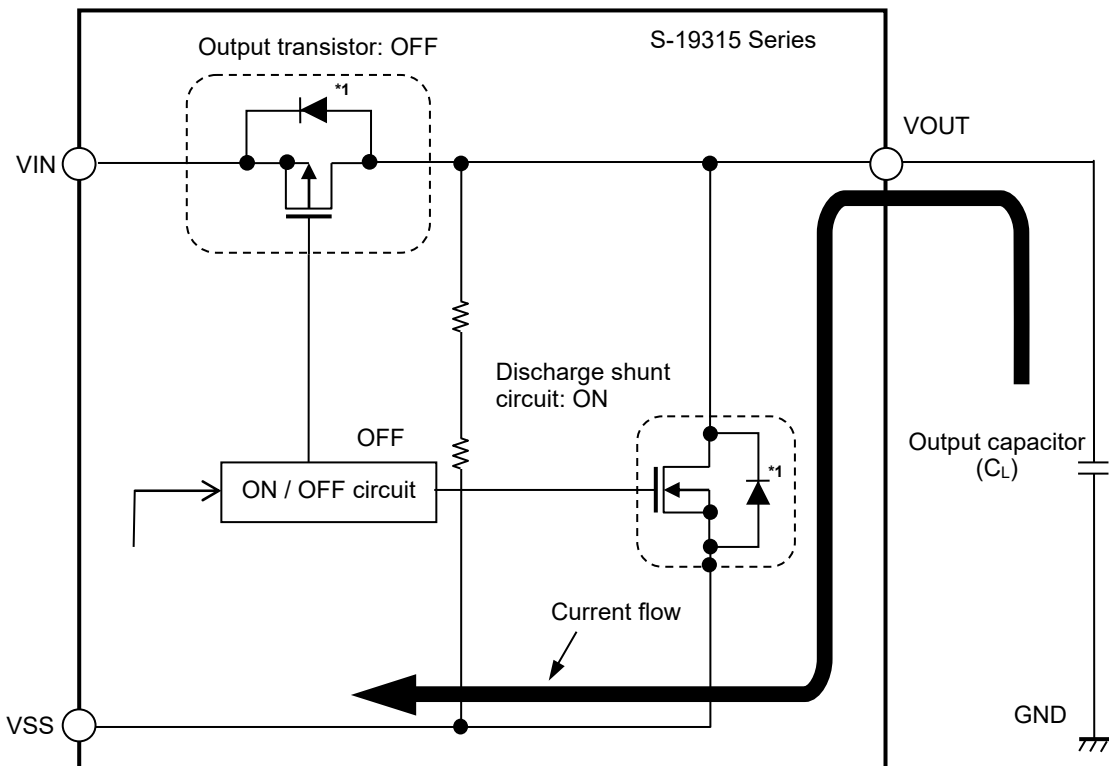 S-19315 Series
Output transistor: OFF
*1
VIN
VOUT
Discharge shunt
circuit: ON
OFF
ON / OFF circuit
*1
Output capacitor
(CL)
Current flow
VSS
GND